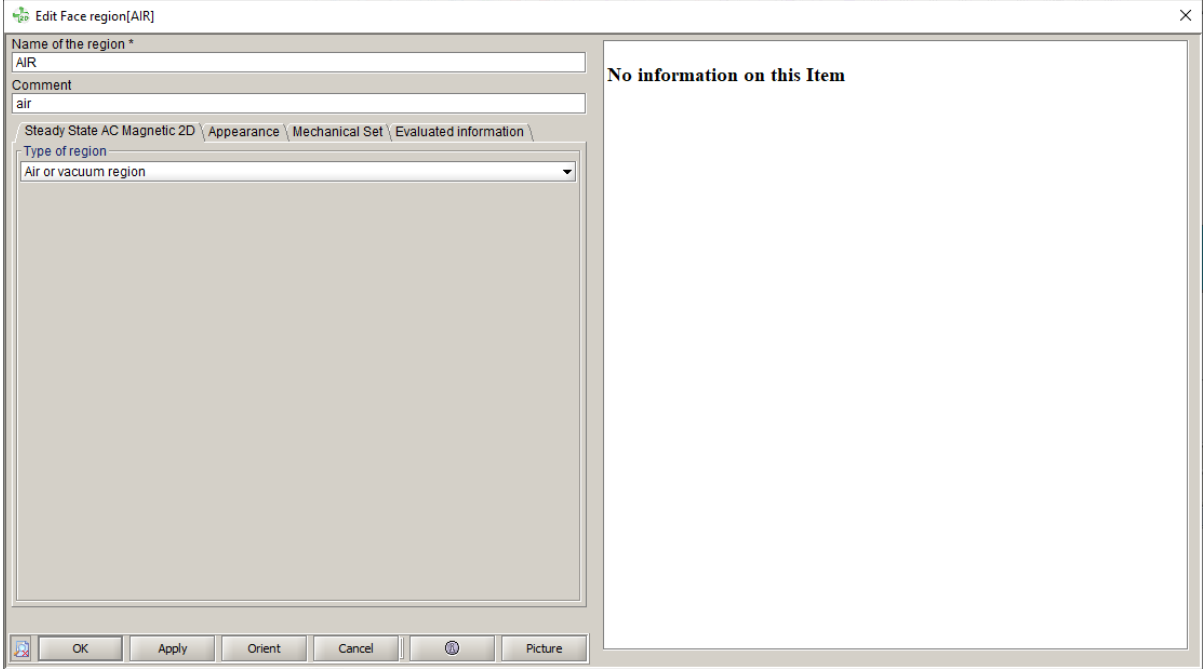 Edit Face region[AIR]
Name of the region *
AIR
Comment
air
Steady State AC Magnetic 2D Appearance Mechanical Set Evaluated information
Type of region
Air or vacuum region
OK Apply Orient Cancel Picture
No information on this Item